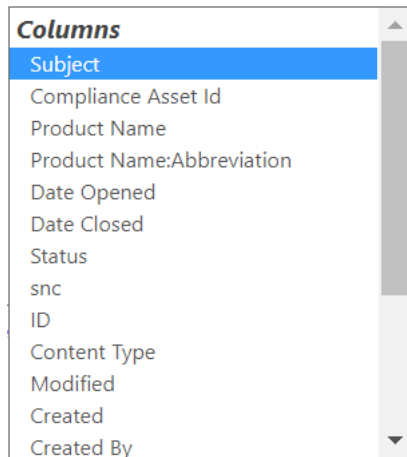 Columns
Subject
Compliance Asset Id
Product Name
Product Name:Abbreviation
Date Opened
Date Closed
Status
snc
ID
Content Type
Modified
Created
Created By